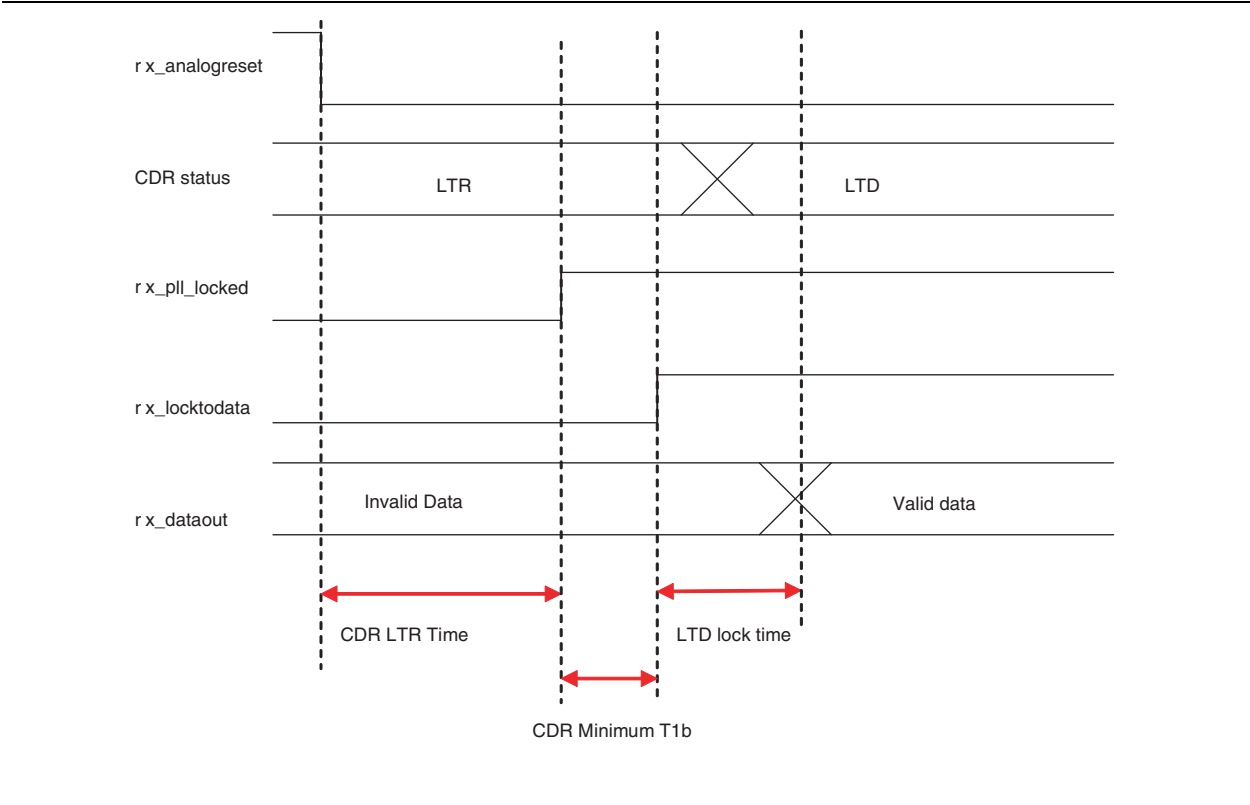 r x_analogreset
CDR status
LTR
LTD
r x_pll_locked
r x_locktodata
Invalid Data
Valid data
r x_dataout
CDR LTR Time
LTD lock time
CDR Minimum T1b